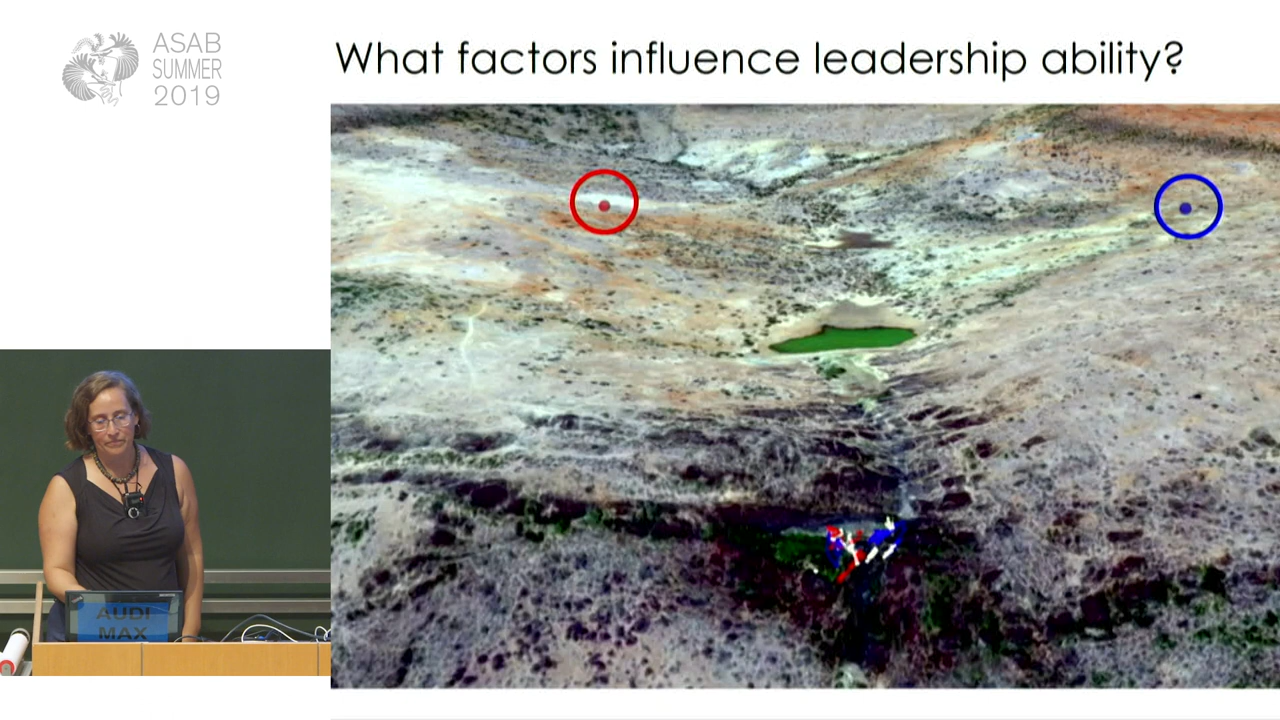 ASAB
SUMMER
2019
What factors influence leadership ability?
AUDI
MAX